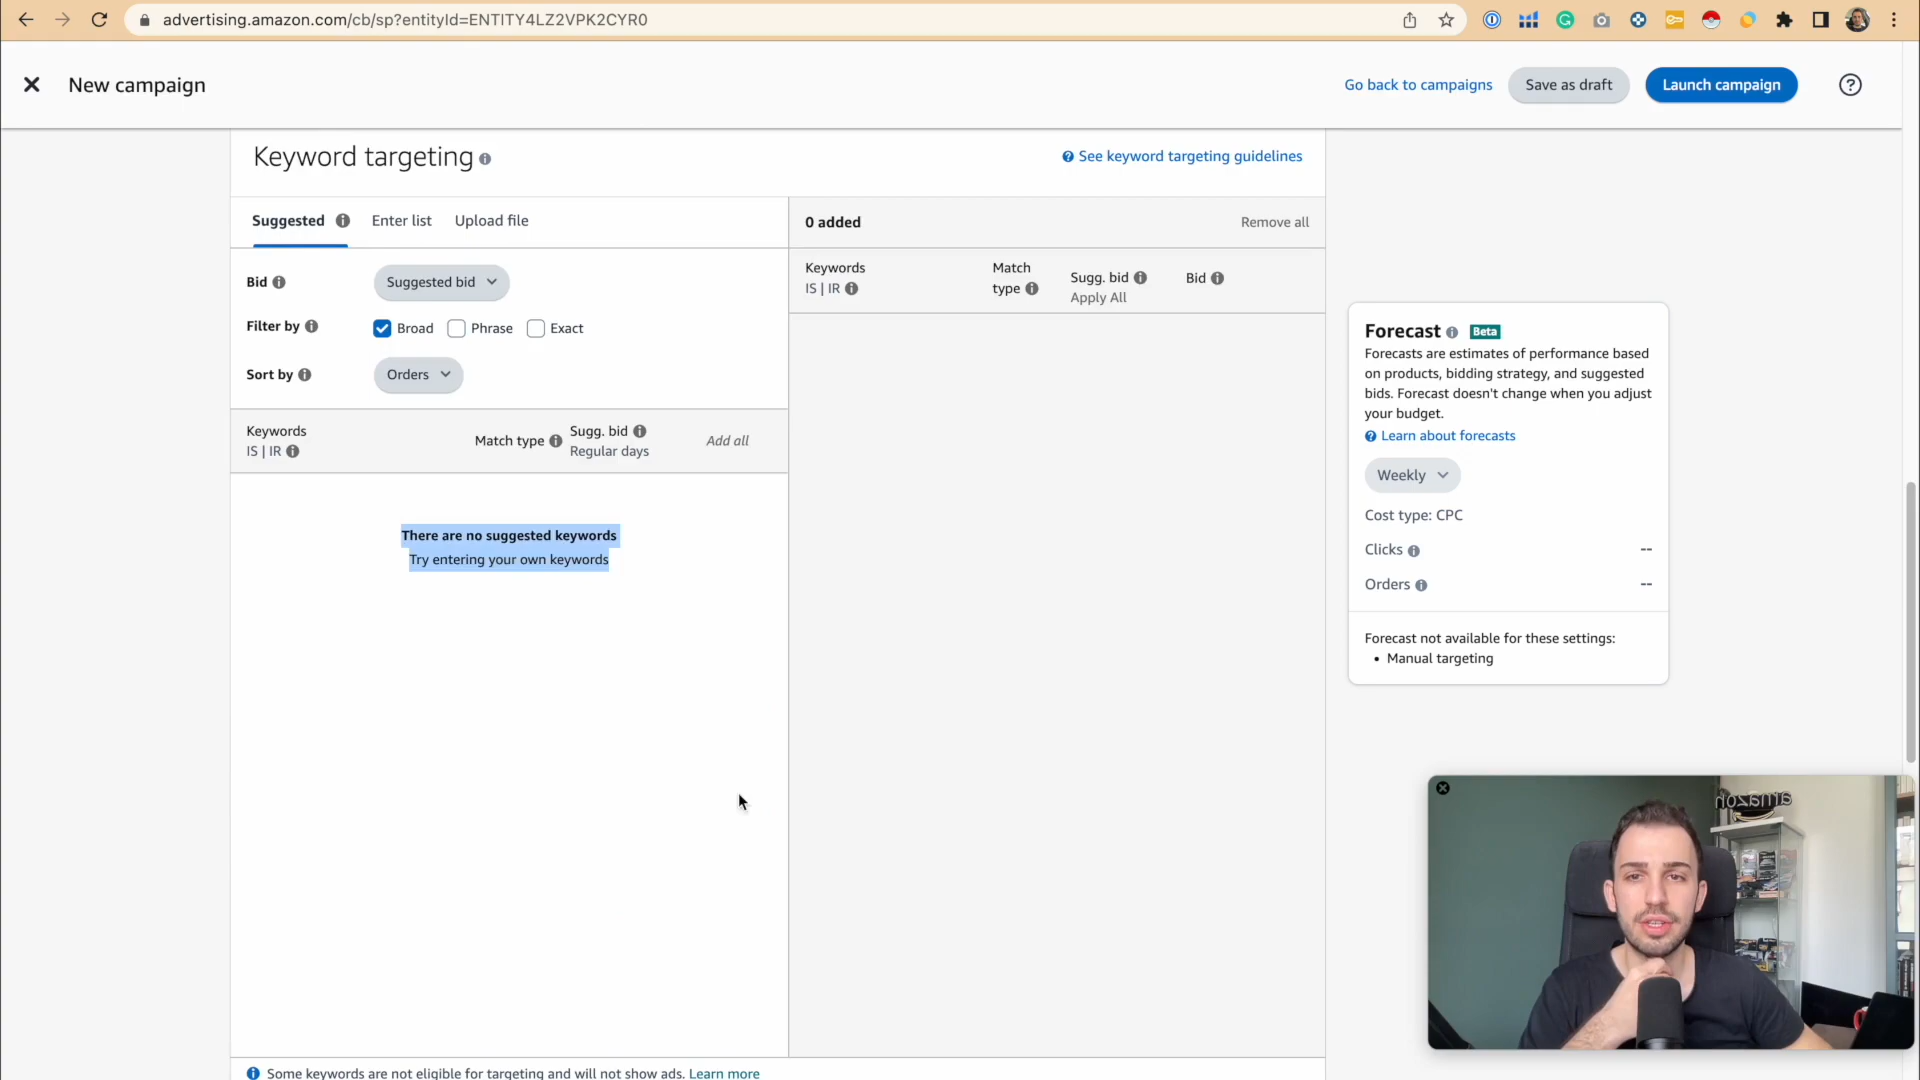 advertising.amazon.com/cb/sp?entityId=ENTITY4LZ2VPK2CYR0
New campaign
Go back to campaigns
Save as draft
Launch campaign
Keyword targeting
See keyword targeting guidelines
Suggested
Enter list
Upload file
0 added
Remove all
Bid
Suggested bid
Filter by
Broad
Phrase
Exact
Sort by
Orders
Keywords
IS | IR
Match type
Sugg. bid
Regular days
Add all
Keywords
IS | IR
Match
type
Sugg. bid
Apply All
Bid
There are no suggested keywords
Try entering your own keywords
Some keywords are not eligible for targeting and will not show ads. Learn more
Forecast Beta
Forecasts are estimates of performance based
on products, bidding strategy, and suggested
bids. Forecast doesn't change when you adjust
your budget.
Learn about forecasts
Weekly
Cost type: CPC
Clicks --
Orders --
Forecast not available for these settings:
• Manual targeting
amazon